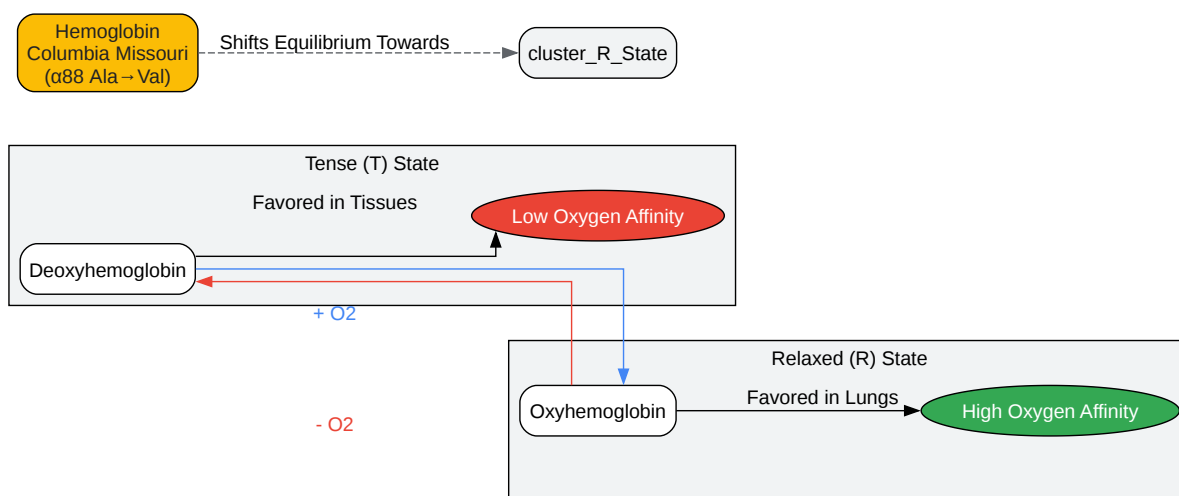 Hemoglobin
Columbia Missouri
(α88 Ala→Val)
Shifts Equilibrium Towards
cluster_R_State
Tense (T) State
Favored in Tissues
Low Oxygen Affinity
Deoxyhemoglobin
+ O2
Relaxed (R) State
Favored in Lungs
Oxyhemoglobin
High Oxygen Affinity
- O2